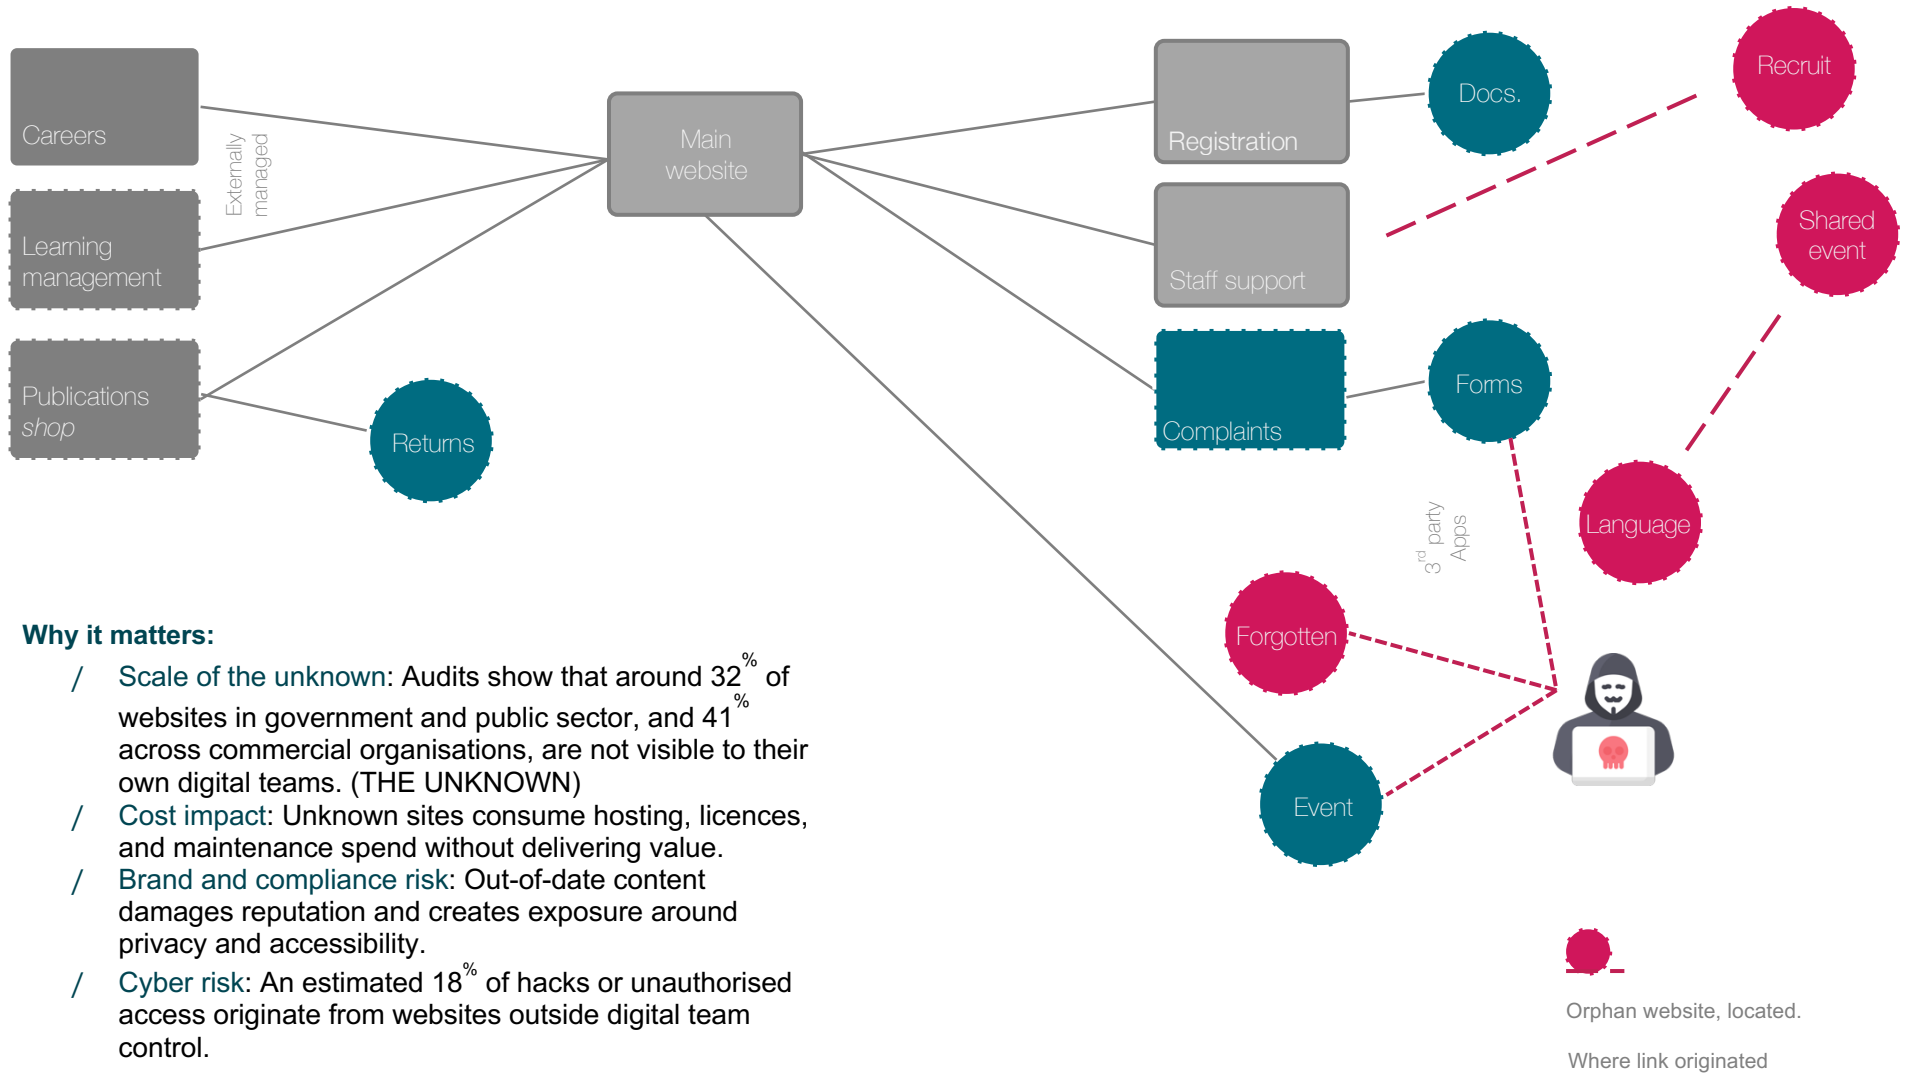 Careers
Externally
managed
Learning
management
Publications
shop
Returns
Main
website
Registration
Docs.
Recruit
Staff support
Shared
event
Complaints
Forms
3rd party
Apps
Language
Forgotten
Event
Why it matters:
/ Scale of the unknown: Audits show that around 32% of
websites in government and public sector, and 41%
across commercial organisations, are not visible to their
own digital teams. (THE UNKNOWN)
/ Cost impact: Unknown sites consume hosting, licences,
and maintenance spend without delivering value.
/ Brand and compliance risk: Out-of-date content
damages reputation and creates exposure around
privacy and accessibility.
/ Cyber risk: An estimated 18% of hacks or unauthorised
access originate from websites outside digital team
control.
Orphan website, located.
Where link originated